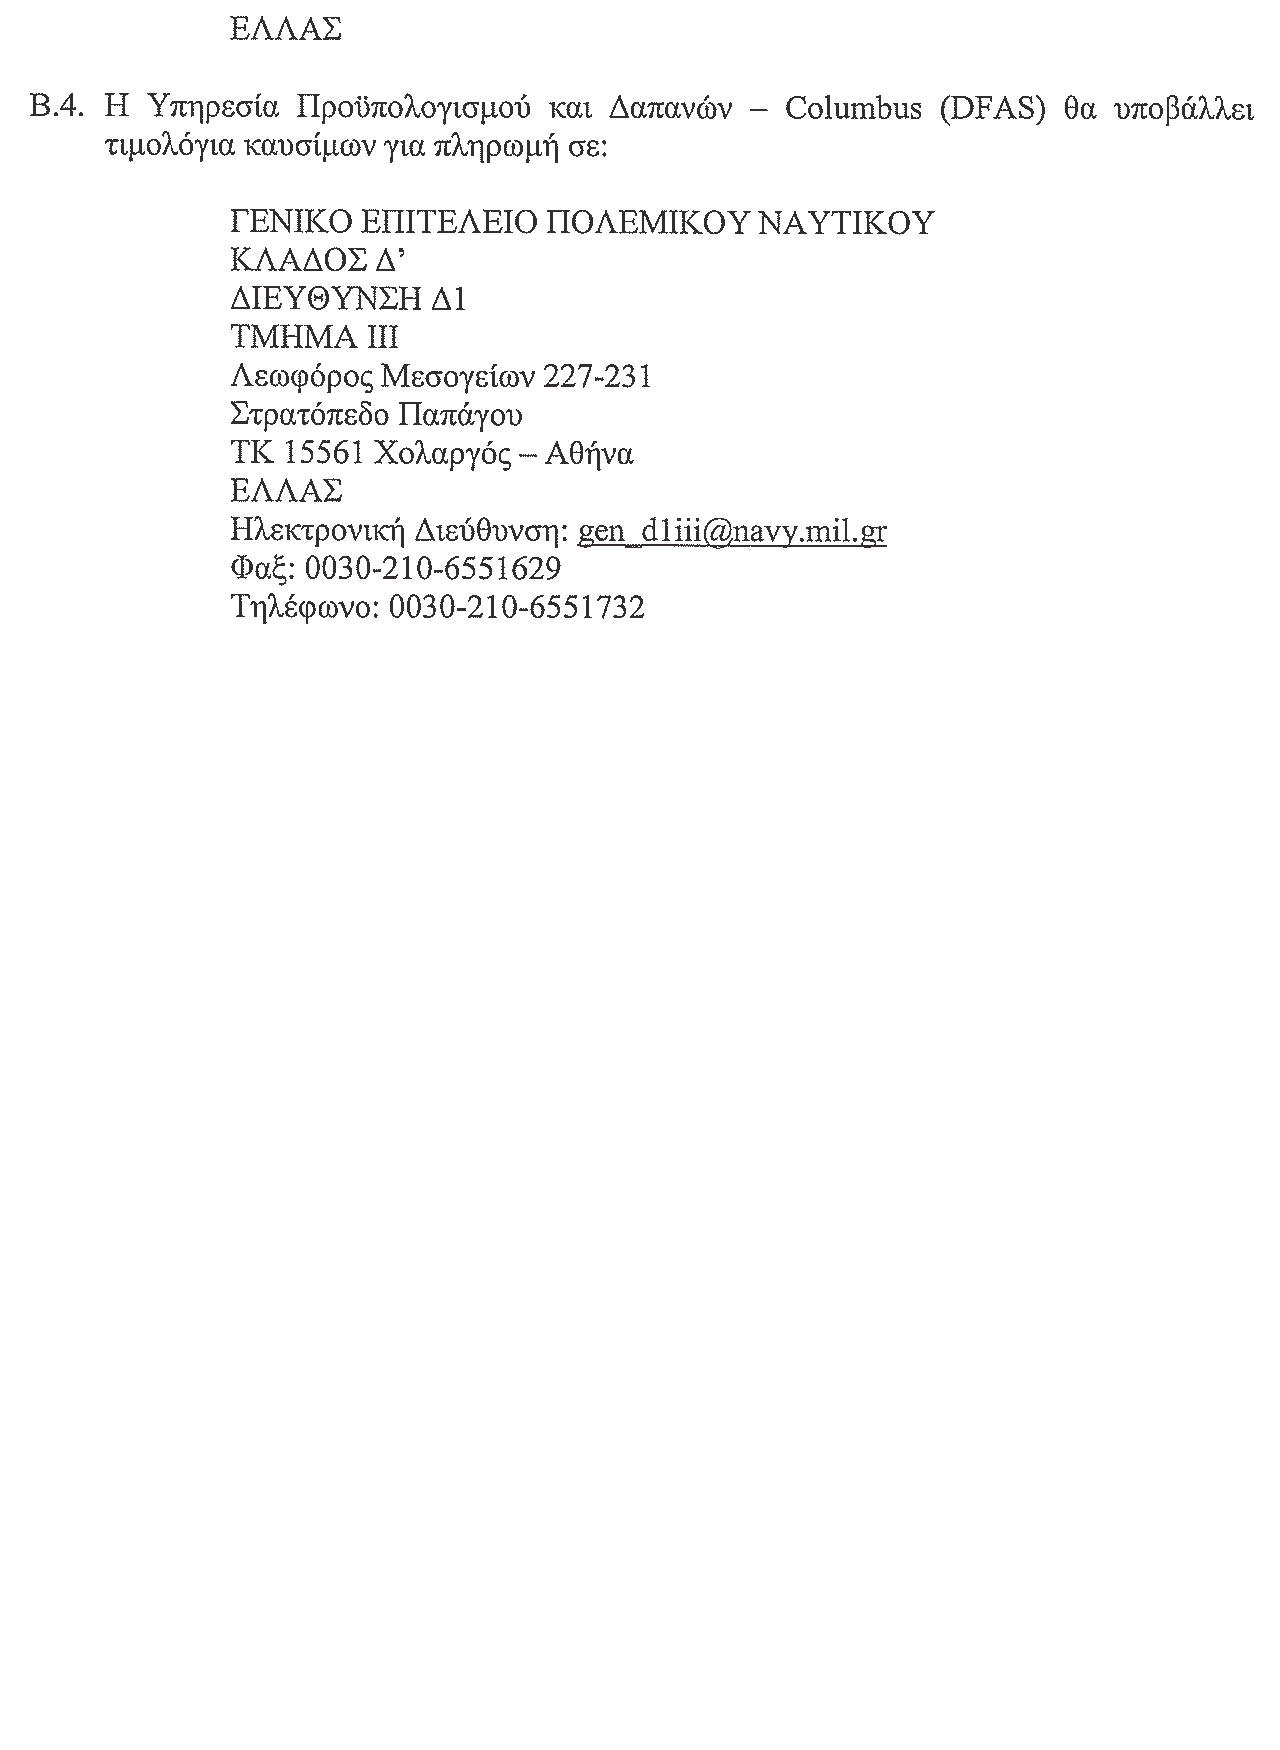 ΕΛΛΑΣ
Β.4. Η Υπηρεσία Προϋπολογισμού και Δαπανών – Columbus (DFAS) θα υποβάλλει
τιμολόγια καυσίμων για πληρωμή σε:
ΓΕΝΙΚΟ ΕΠΙΤΕΛΕΙΟ ΠΟΛΕΜΙΚΟΥ ΝΑΥΤΙΚΟΥ
ΚΛΑΔΟΣ Δ’
ΔΙΕΥΘΥΝΣΗ Δ1
ΤΜΗΜΑ ΙΙΙ
Λεωφόρος Μεσογείων 227-231
Στρατόπεδο Παπάγου
ΤΚ 15561 Χολαργός – Αθήνα
ΕΛΛΑΣ
Ηλεκτρονική Διεύθυνση: gen_d1iii@navy.mil.gr
Φαξ: 0030-210-6551629
Τηλέφωνο: 0030-210-6551732